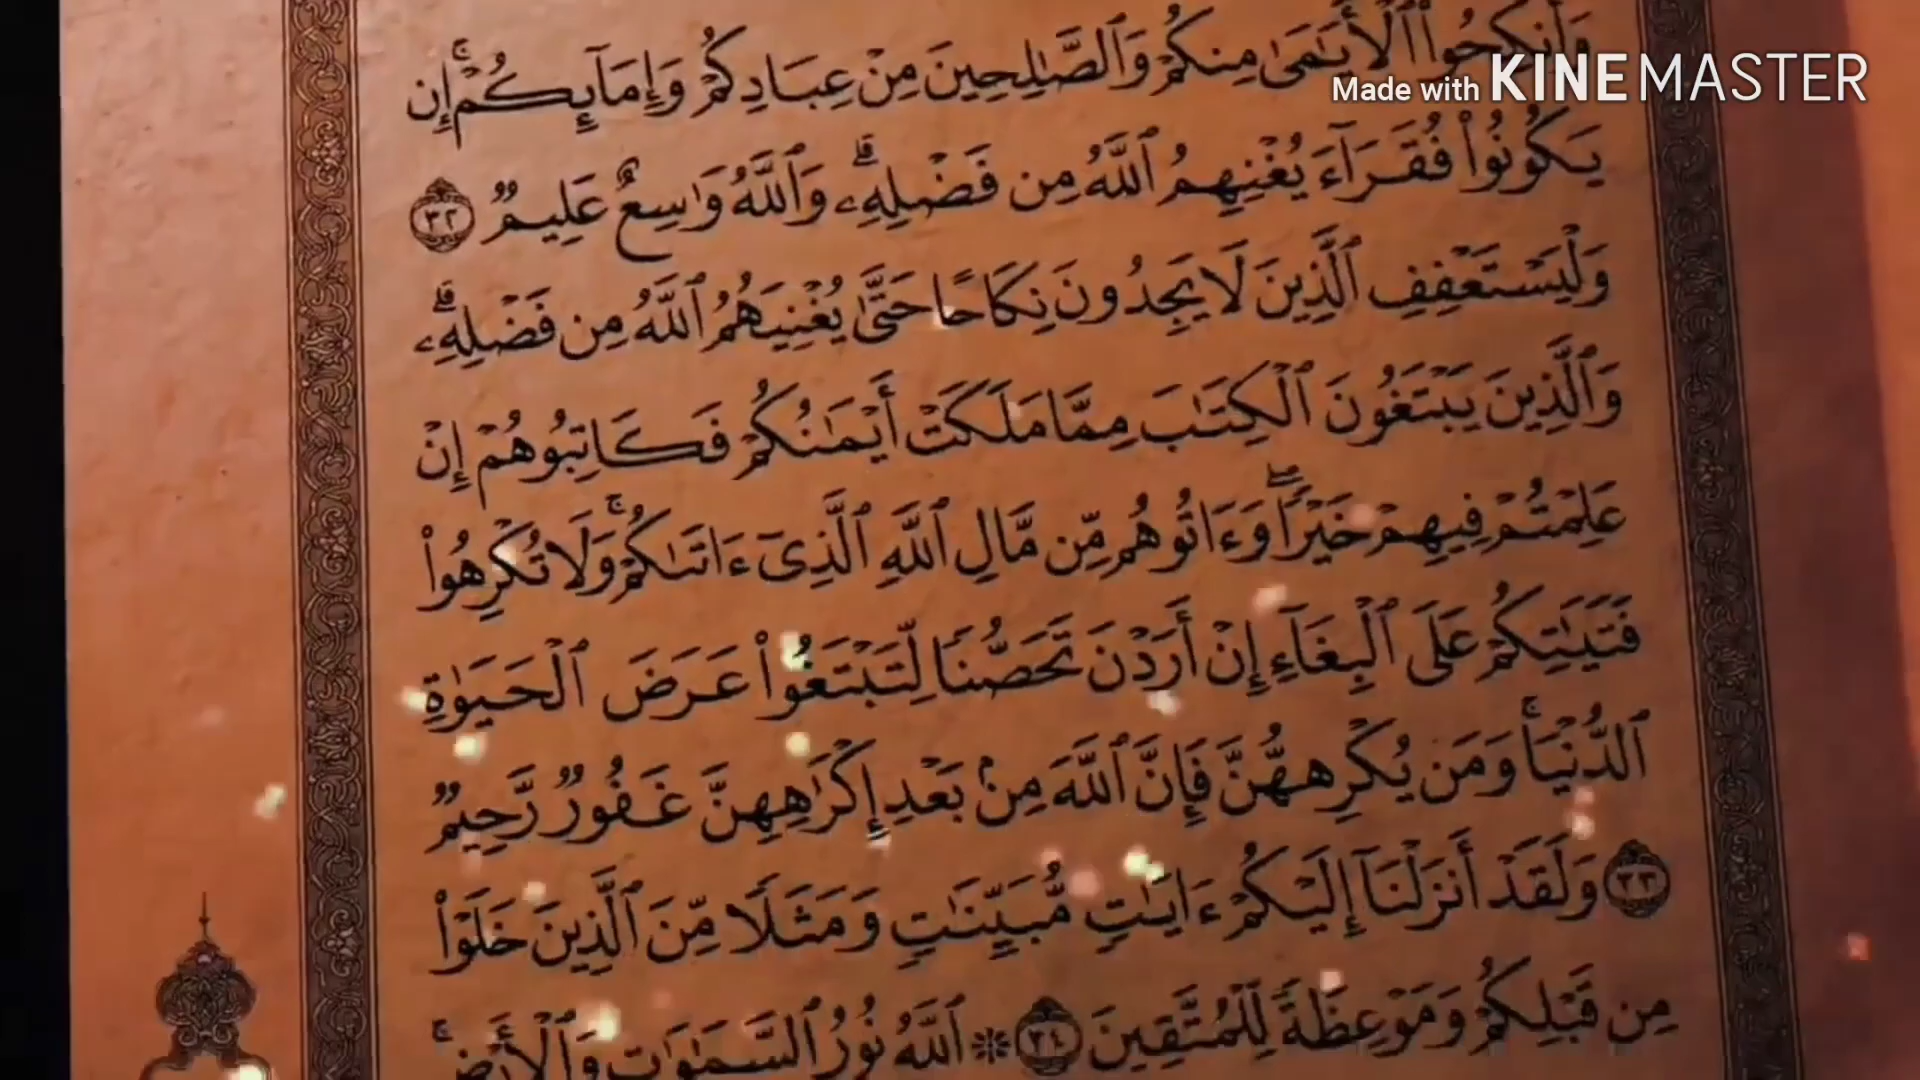 Made with KINEMASTER
وَأَنكِحُوا۟ ٱلْأَيَـٰمَىٰ مِنكُمْ وَٱلصَّـٰلِحِينَ مِنْ عِبَادِكُمْ وَإِمَآئِكُمْ ۚ إِن
يَكُونُوا۟ فُقَرَآءَ يُغْنِهِمُ ٱللَّهُ مِن فَضْلِهِۦ ۗ وَٱللَّهُ وَٰسِعٌ عَلِيمٌ ٣٢
وَلْيَسْتَعْفِفِ ٱلَّذِينَ لَا يَجِدُونَ نِكَاحًا حَتَّىٰ يُغْنِيَهُمُ ٱللَّهُ مِن فَضْلِهِۦ ۗ
وَٱلَّذِينَ يَبْتَغُونَ ٱلْكِتَـٰبَ مِمَّا مَلَكَتْ أَيْمَـٰنُكُمْ فَكَاتِبُوهُمْ إِنْ
عَلِمْتُمْ فِيهِمْ خَيْرًا ۖ وَءَاتُوهُم مِّن مَّالِ ٱللَّهِ ٱلَّذِىٓ ءَاتَىٰكُمْ ۚ وَلَا تُكْرِهُوا۟
فَتَيَـٰتِكُمْ عَلَى ٱلْبِغَآءِ إِنْ أَرَدْنَ تَحَصُّنًا لِّتَبْتَغُوا۟ عَرَضَ ٱلْحَيَوٰةِ
ٱلدُّنْيَا ۚ وَمَن يُكْرِههُّنَّ فَإِنَّ ٱللَّهَ مِنۢ بَعْدِ إِكْرَٰهِهِنَّ غَفُورٌ رَّحِيمٌ
٣٣ وَلَقَدْ أَنزَلْنَآ إِلَيْكُمْ ءَايَـٰتٍ مُّبَيِّنَـٰتٍ وَمَثَلًا مِّنَ ٱلَّذِينَ خَلَوْا۟
مِن قَبْلِكُمْ وَمَوْعِظَةً لِّلْمُتَّقِينَ ٣٤ ۞ ٱللَّهُ نُورُ ٱلسَّمَـٰوَٰتِ وَٱلْأَرْضِ ۚ